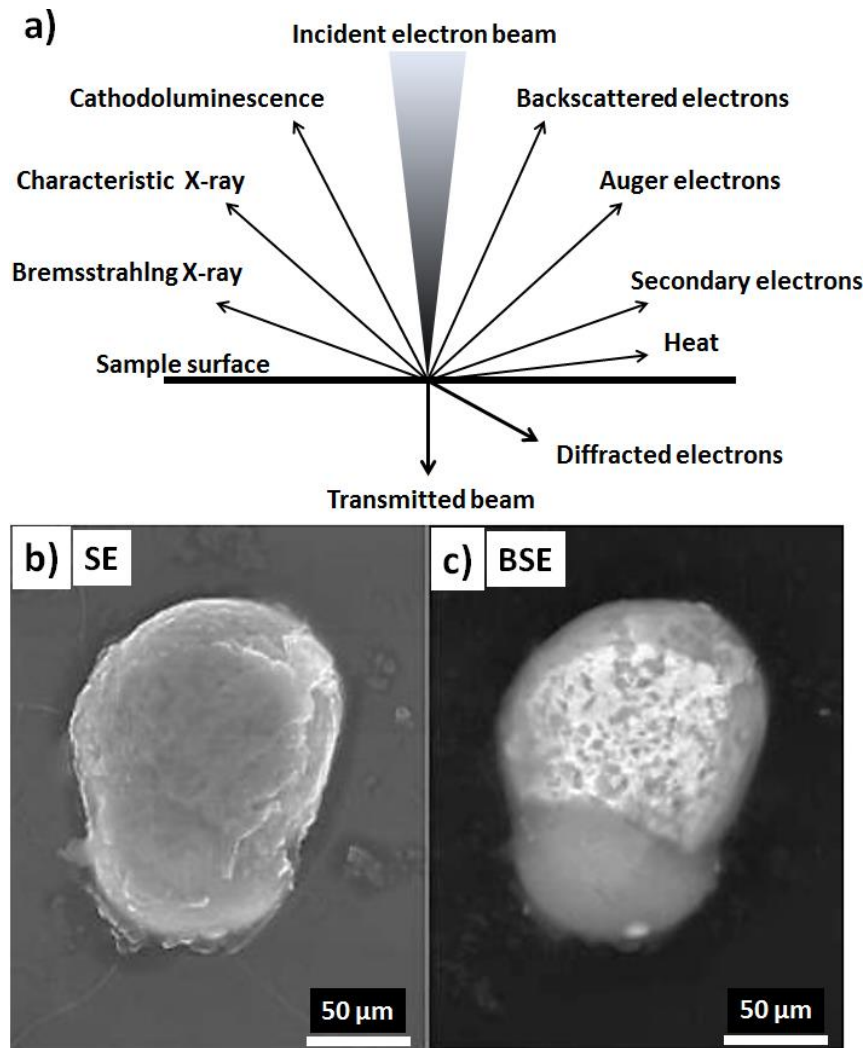 a)
Incident electron beam
Cathodoluminescence
Backscattered electrons
Characteristic X-ray
Auger electrons
Bremsstrahlng X-ray
Secondary electrons
Heat
Sample surface
Diffracted electrons
Transmitted beam
b) SE
c) BSE
50 µm
50 µm